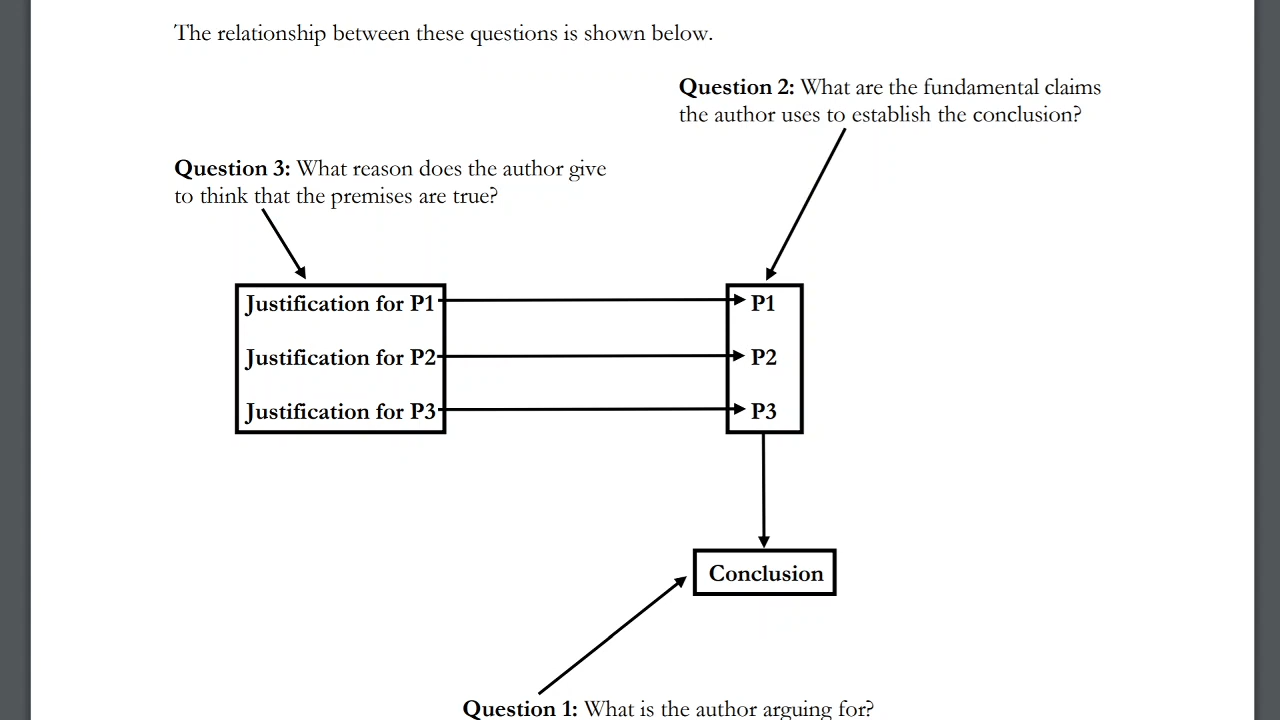 The relationship between these questions is shown below.
Question 2: What are the fundamental claims
the author uses to establish the conclusion?
Question 3: What reason does the author give
to think that the premises are true?
Justification for P1
P1
Justification for P2
P2
Justification for P3
P3
Conclusion
Question 1: What is the author arguing for?